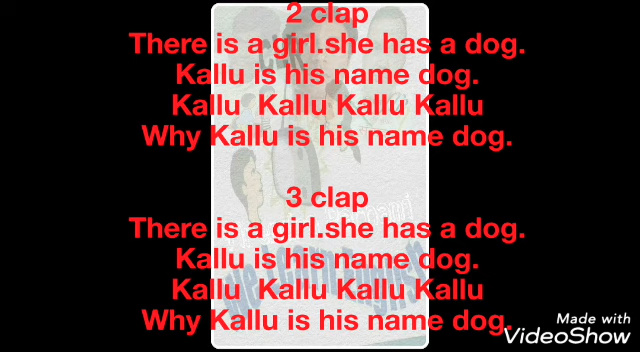 2 clap
There is a girl.she has a dog.
Kallu is his name dog.
Kallu  Kallu Kallu Kallu
Why Kallu is his name dog.
3 clap
There is a girl.she has a dog.
Kallu is his name dog.
Kallu  Kallu Kallu Kallu
Why Kallu is his name dog.
Made with
VideoShow